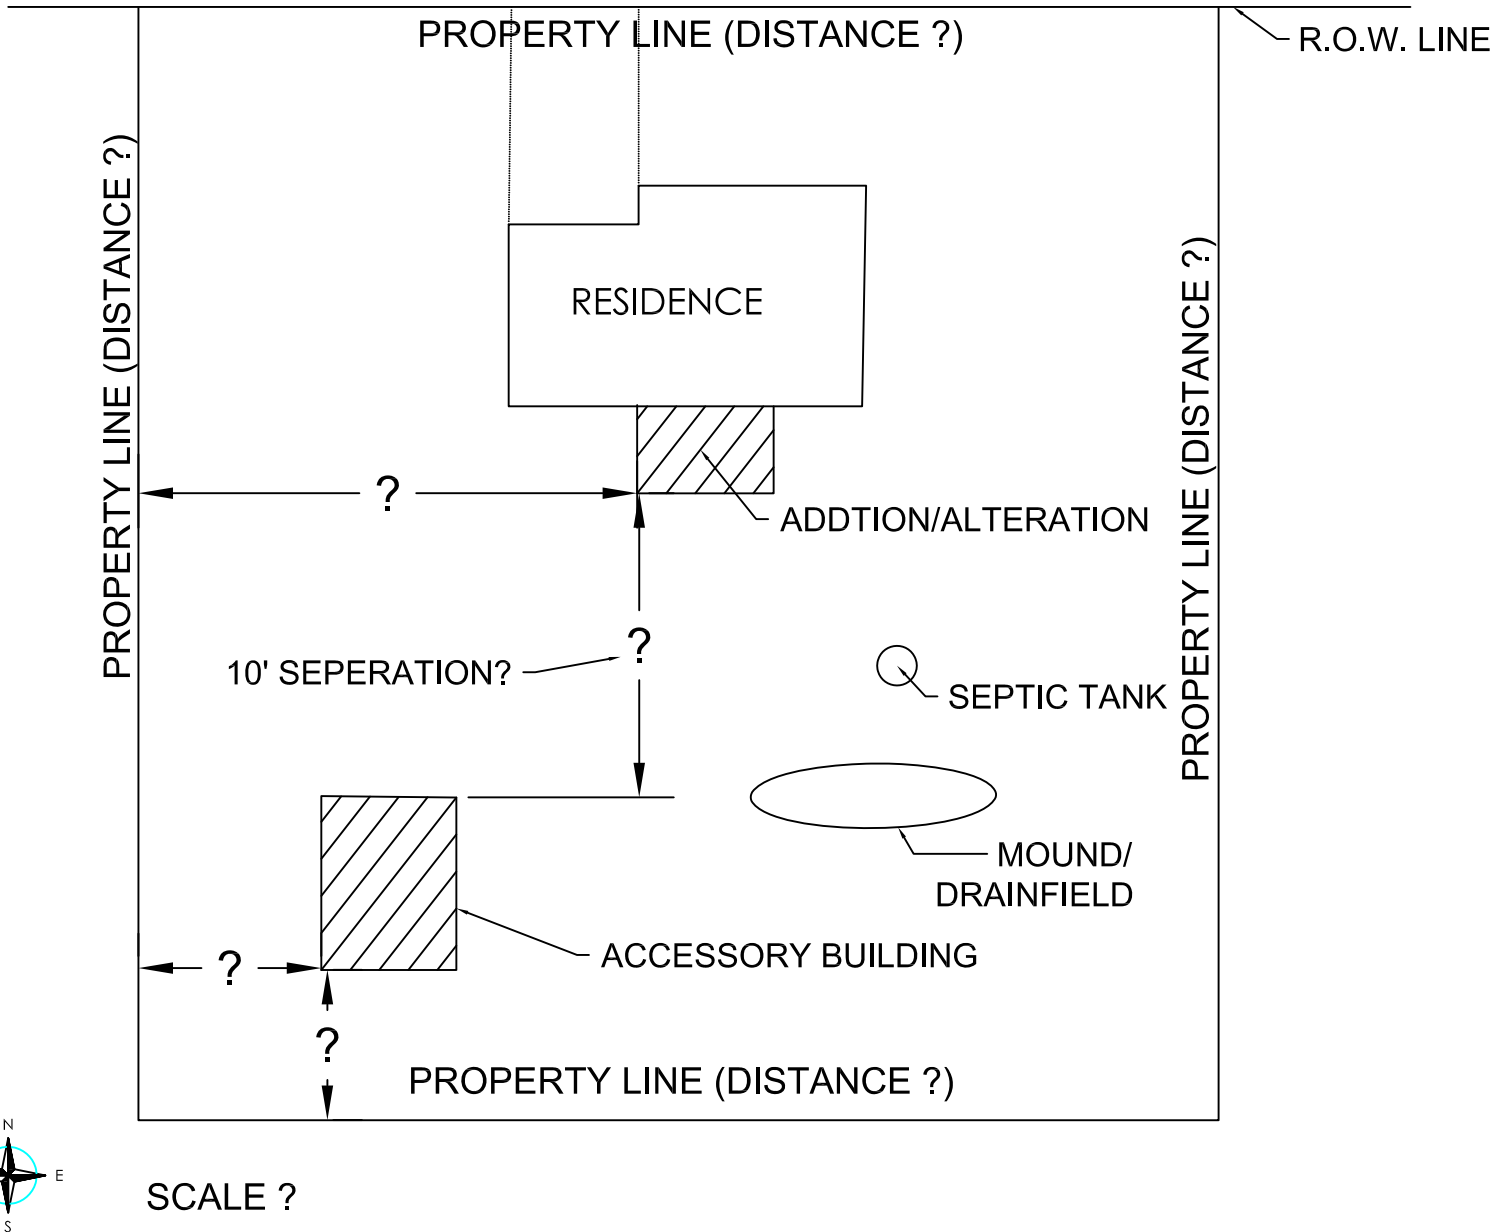 PROPERTY LINE (DISTANCE ?)
R.O.W. LINE
PROPERTY LINE (DISTANCE ?)
PROPERTY LINE (DISTANCE ?)
RESIDENCE
?
ADDTION/ALTERATION
10' SEPERATION?
?
SEPTIC TANK
MOUND/
DRAINFIELD
ACCESSORY BUILDING
?
?
PROPERTY LINE (DISTANCE ?)
N
E
S
SCALE ?